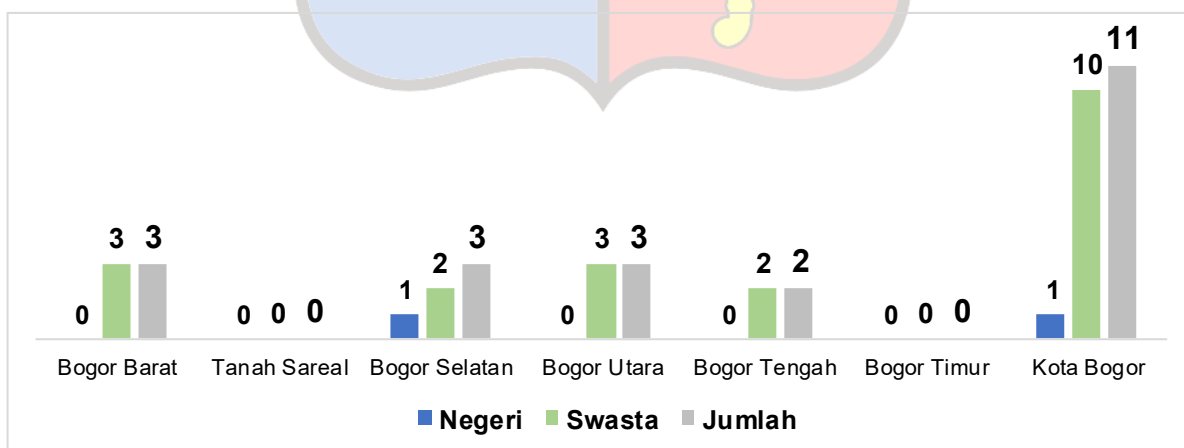 11
10
3 3 3 3 3
2 2 2
1 1
0 0 0 0 0 0 0 0 0
Bogor Barat Tanah Sareal Bogor Selatan Bogor Utara Bogor Tengah Bogor Timur Kota Bogor
Negeri Swasta Jumlah